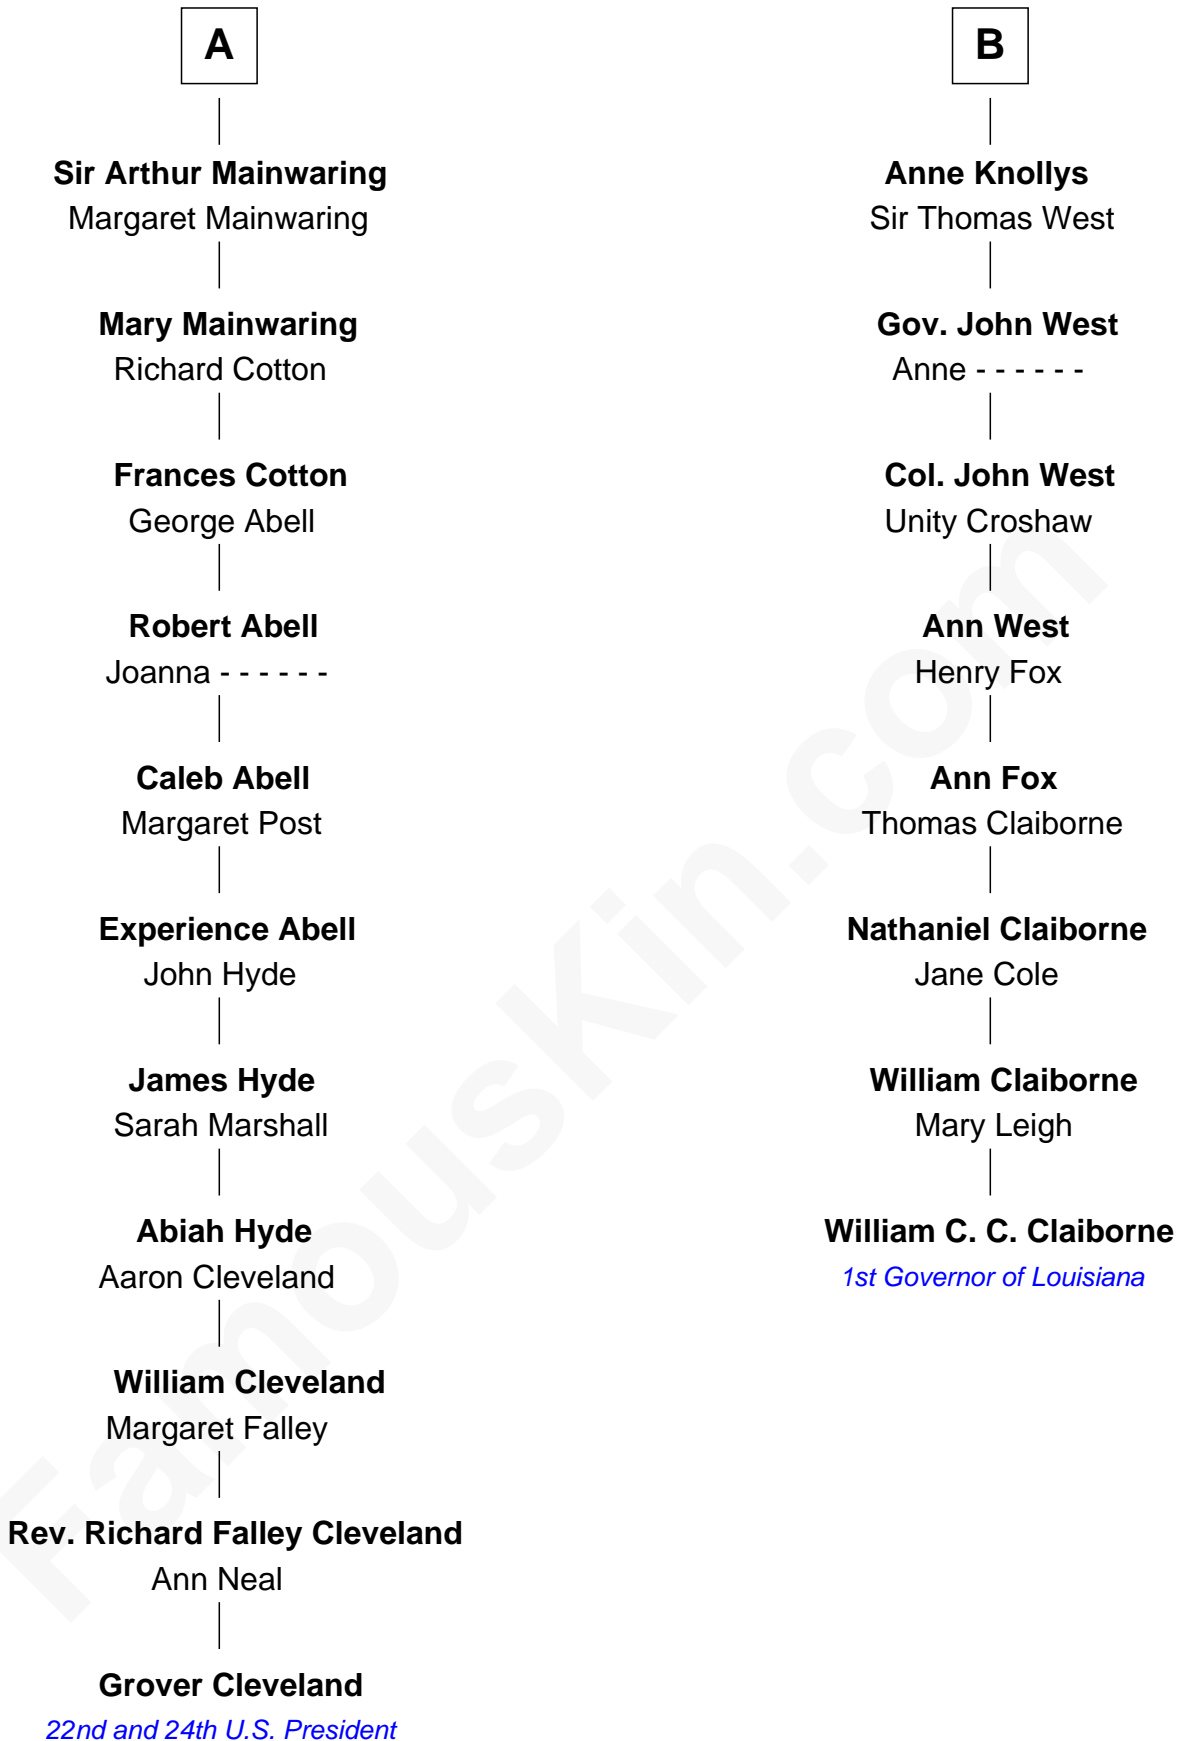 A
Sir Arthur Mainwaring
Margaret Mainwaring
Mary Mainwaring
Richard Cotton
Frances Cotton
George Abell
Robert Abell
Joanna - - - - - -
Caleb Abell
Margaret Post
Experience Abell
John Hyde
James Hyde
Sarah Marshall
Abiah Hyde
Aaron Cleveland
William Cleveland
Margaret Falley
Rev. Richard Falley Cleveland
Ann Neal
Grover Cleveland
22nd and 24th U.S. President
B
Anne Knollys
Sir Thomas West
Gov. John West
Anne - - - - - -
Col. John West
Unity Croshaw
Ann West
Henry Fox
Ann Fox
Thomas Claiborne
Nathaniel Claiborne
Jane Cole
William Claiborne
Mary Leigh
William C. C. Claiborne
1st Governor of Louisiana
FamousKin.com